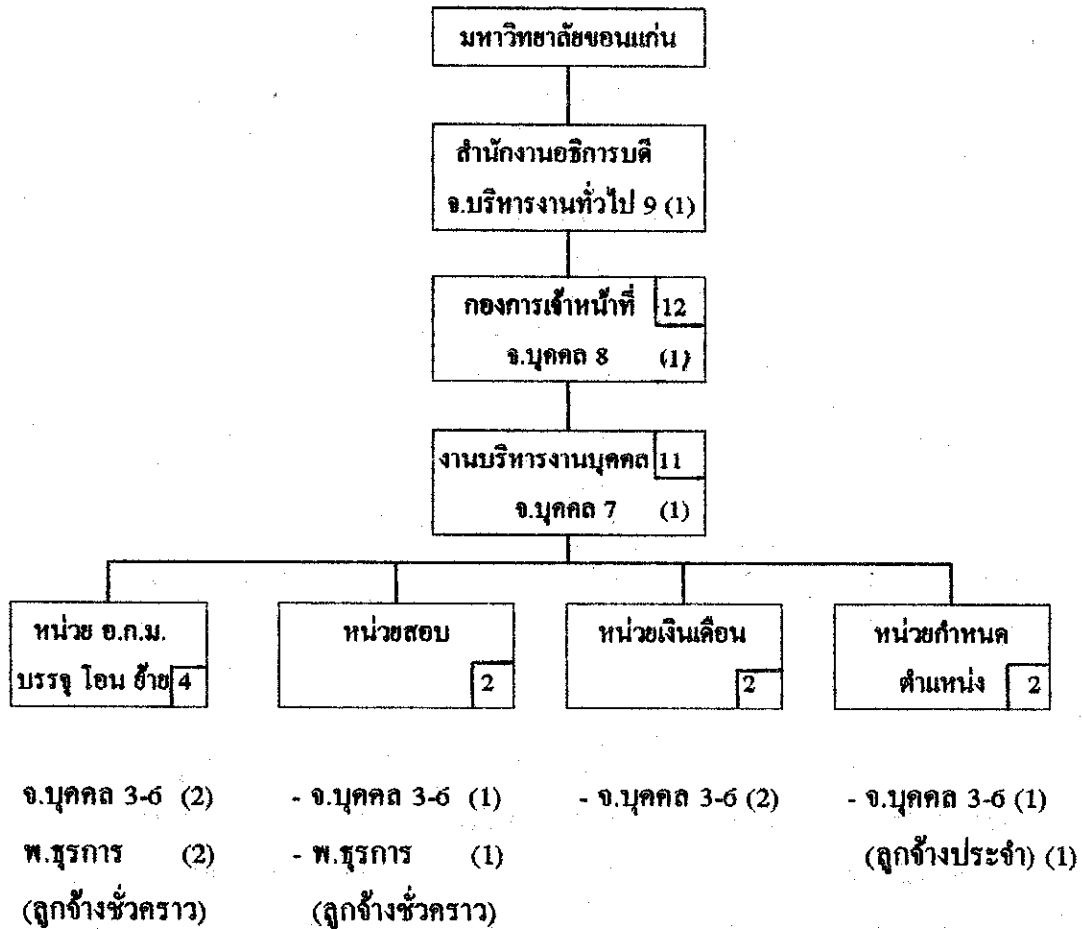 มหาวิทยาลัยขอนแก่น
สำนักงานอธิการบดี
จ.บริหารงานทั่วไป 9 (1)
กองการเจ้าหน้าที่ 12
จ.บุคคล 8 (1)
งานบริหารงานบุคคล 11
จ.บุคคล 7 (1)
หน่วย อ.ก.ม.
บรรจุ โอน ย้าย 4
หน่วยสอบ
2
หน่วยเงินเดือน
2
หน่วยกำหนด
ตำแหน่ง 2
จ.บุคคล 3-6 (2)
พ.ธุรการ (2)
(ลูกจ้างชั่วคราว)
- จ.บุคคล 3-6 (1)
- พ.ธุรการ (1)
(ลูกจ้างชั่วคราว)
- จ.บุคคล 3-6 (2)
- จ.บุคคล 3-6 (1)
(ลูกจ้างประจำ) (1)